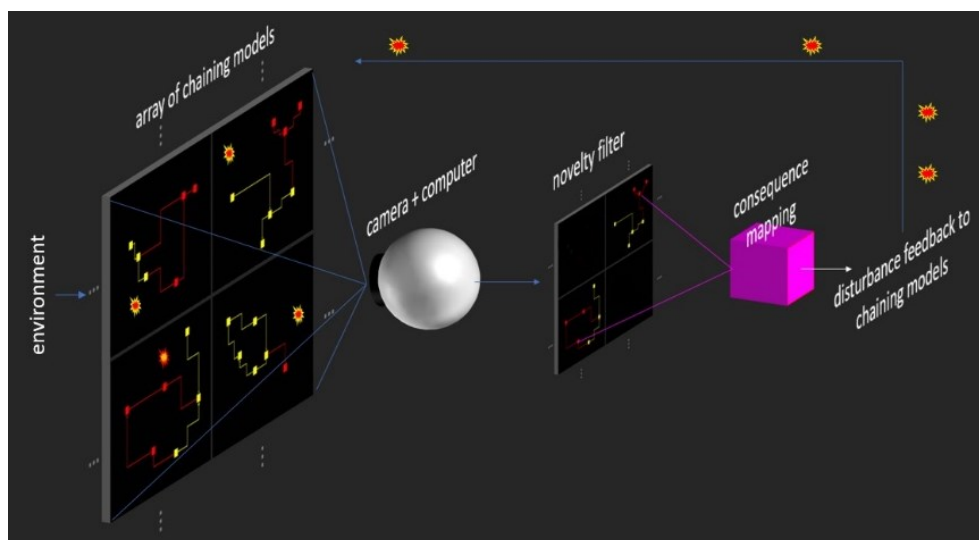 array of chaining models
environment
camera + computer
novelty filter
consequence
mapping
disturbance feedback to
chaining models